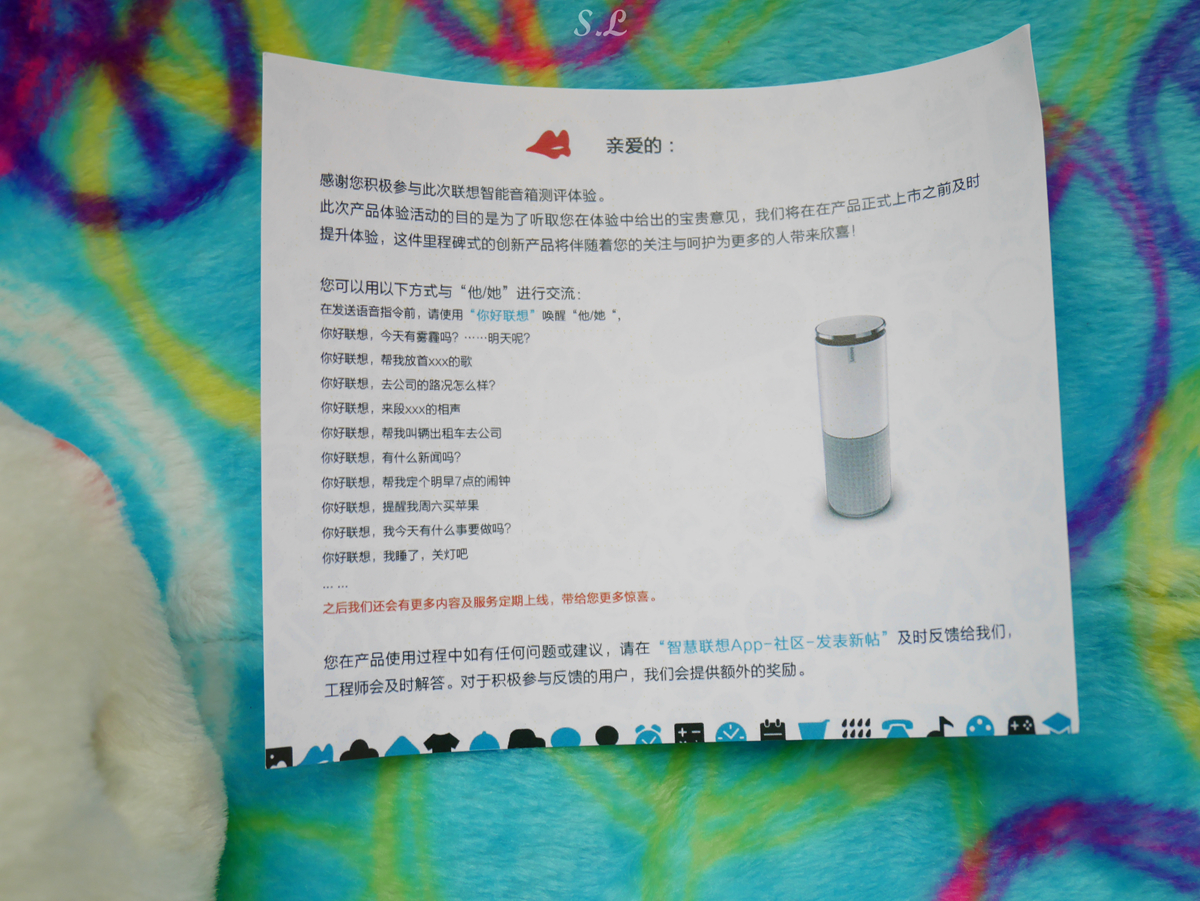 S.L
亲爱的：
感谢您积极参与此次联想智能音箱测评体验。
此次产品体验活动的目的是为了听取您在体验中给出的宝贵意见，我们将在在产品正式上市之前及时
提升体验，这件里程碑式的创新产品将伴随着您的关注与呵护为更多的人带来欣喜！
您可以用以下方式与“他/她”进行交流：
在发送语音指令前，请使用“你好联想”唤醒“他/她“，
你好联想，今天有雾霾吗？……明天呢？
你好联想，帮我放首xxx的歌
你好联想，去公司的路况怎么样？
你好联想，来段xxx的相声
你好联想，帮我叫辆出租车去公司
你好联想，有什么新闻吗？
你好联想，帮我定个明早7点的闹钟
你好联想，提醒我周六买苹果
你好联想，我今天有什么事要做吗？
你好联想，我睡了，关灯吧
... ...
之后我们还会有更多内容及服务定期上线，带给您更多惊喜。
您在产品使用过程中如有任何问题或建议，请在“智慧联想App-社区-发表新帖”及时反馈给我们，
工程师会及时解答。对于积极参与反馈的用户，我们会提供额外的奖励。